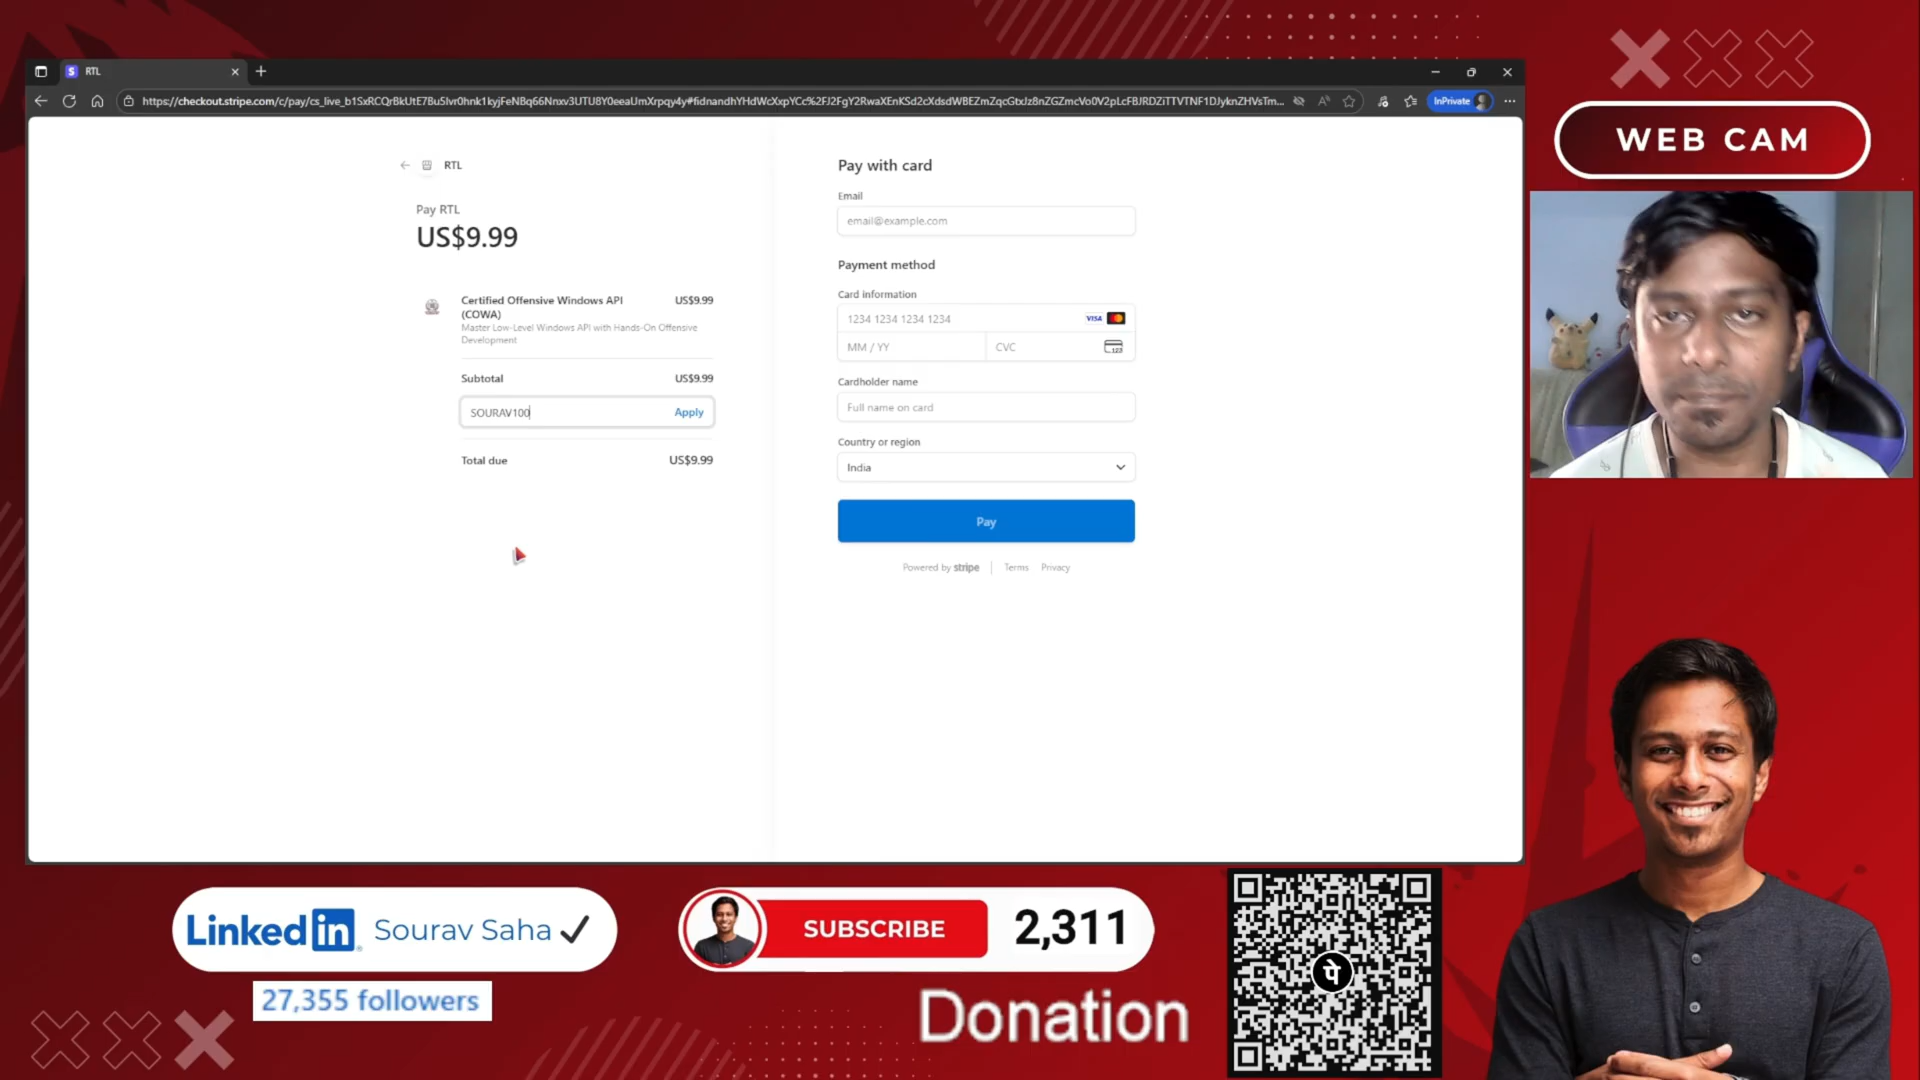 RTL
https://checkout.stripe.com/c/pay/
InPrivate
RTL
Pay RTL
US$9.99
Certified Offensive Windows API
(COWA)
US$9.99
Master Low-Level Windows API with Hands-On Offensive
Development
Subtotal
US$9.99
SOURAV100
Apply
Total due
US$9.99
Pay with card
Email
email@example.com
Payment method
Card information
1234 1234 1234 1234
VISA
MM / YY
CVC
123
Cardholder name
Full name on card
Country or region
India
Pay
Powered by stripe
Terms
Privacy
WEB CAM
LinkedIn Sourav Saha
27,355 followers
SUBSCRIBE
2,311
Donation
पे